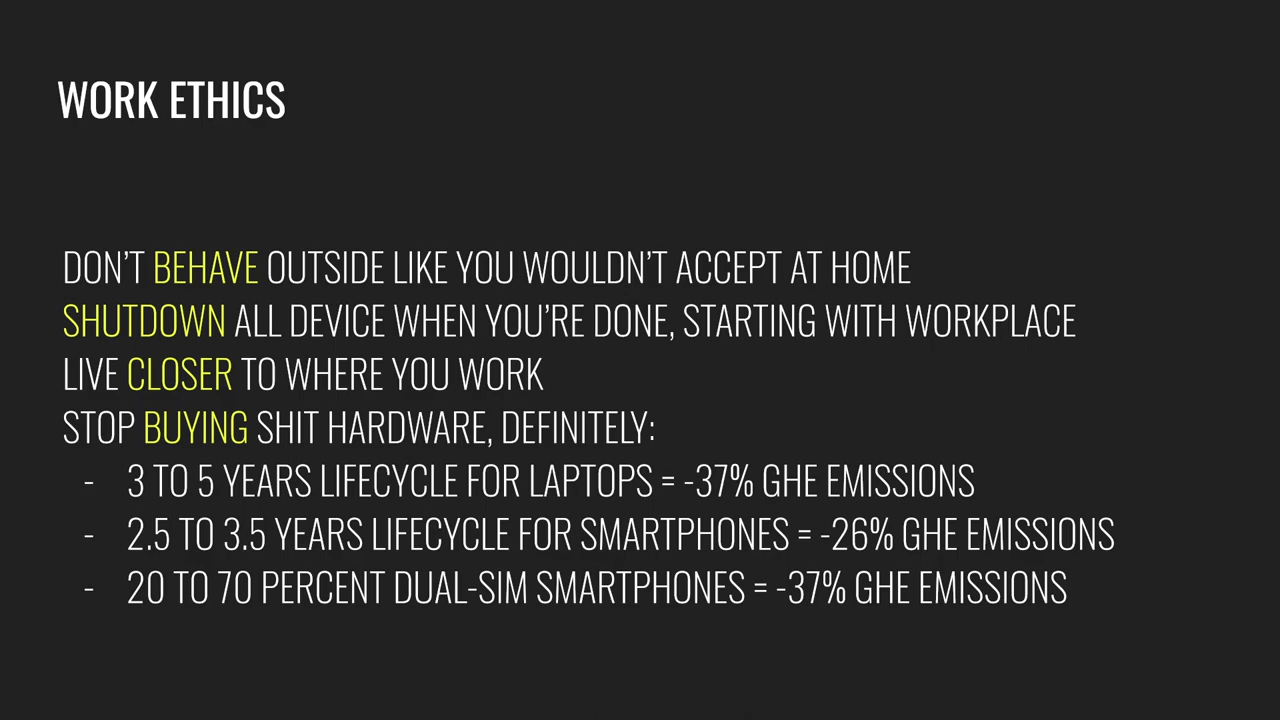 WORK ETHICS
DON'T BEHAVE OUTSIDE LIKE YOU WOULDN'T ACCEPT AT HOME
SHUTDOWN ALL DEVICE WHEN YOU'RE DONE, STARTING WITH WORKPLACE
LIVE CLOSER TO WHERE YOU WORK
STOP BUYING SHIT HARDWARE, DEFINITELY:
- 3 TO 5 YEARS LIFECYCLE FOR LAPTOPS = -37% GHE EMISSIONS
- 2.5 TO 3.5 YEARS LIFECYCLE FOR SMARTPHONES = -26% GHE EMISSIONS
- 20 TO 70 PERCENT DUAL-SIM SMARTPHONES = -37% GHE EMISSIONS